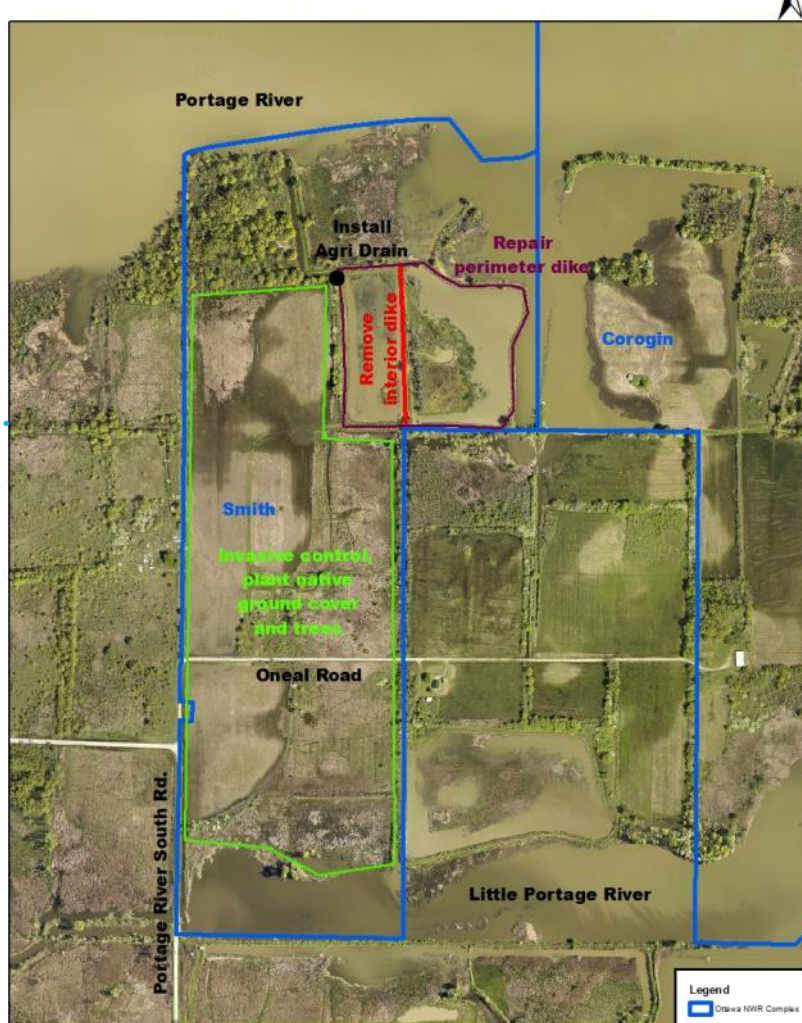 Portage River
Install
Agri Drain
Repair
perimeter dike
Remove
interior dike
Corogin
Smith
Invasive control,
plant native
ground cover
and trees
Oneal Road
Portage River South Rd.
Little Portage River
Legend
Ottawa NWR Complex